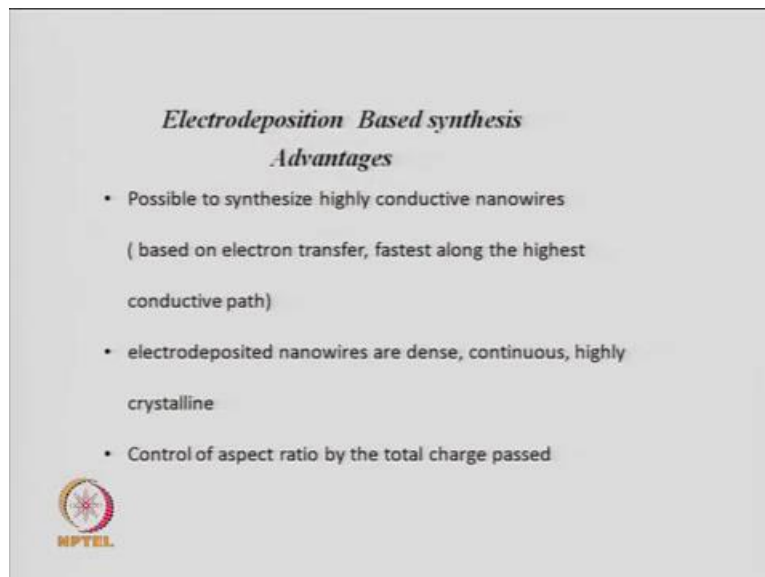 Electrodeposition Based synthesis
Advantages
• Possible to synthesize highly conductive nanowires
( based on electron transfer, fastest along the highest
conductive path)
• electrodeposited nanowires are dense, continuous, highly
crystalline
• Control of aspect ratio by the total charge passed
NPTEL